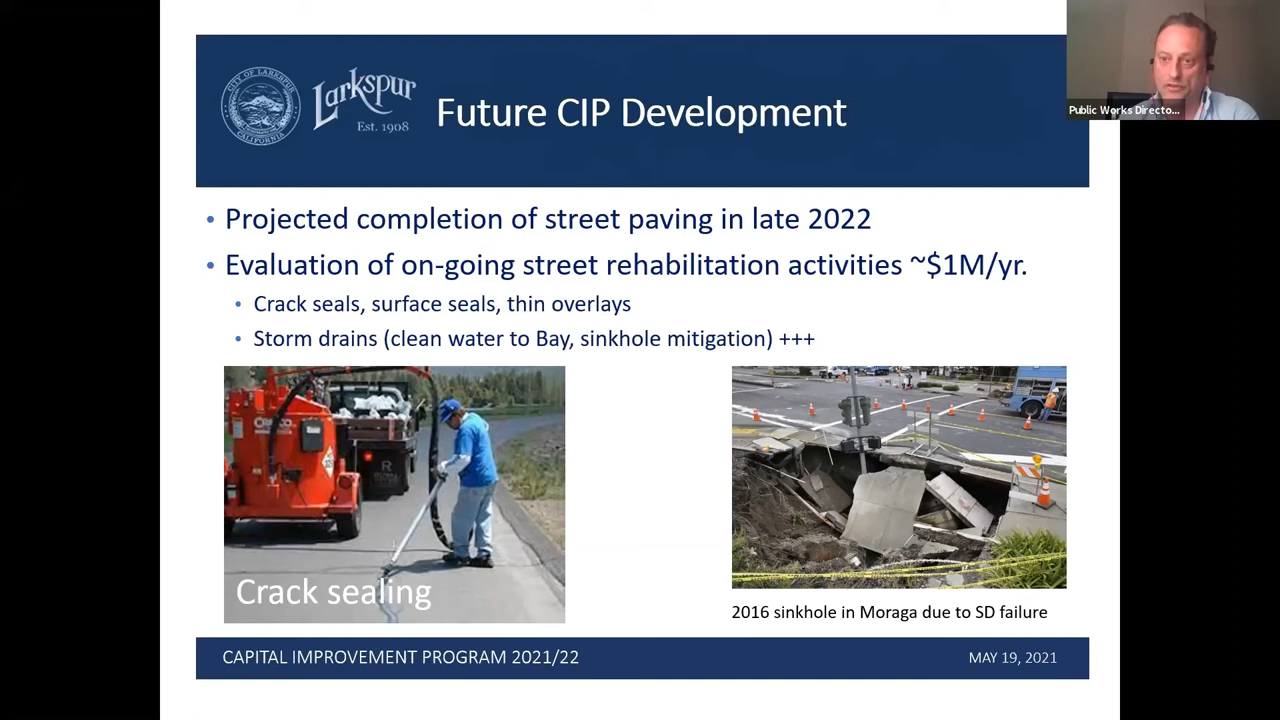 CITY OF LARKSPUR
CALIFORNIA
Larkspur
Est. 1908
Future CIP Development
Public Works Directo...
• Projected completion of street paving in late 2022
• Evaluation of on-going street rehabilitation activities ~$1M/yr.
• Crack seals, surface seals, thin overlays
• Storm drains (clean water to Bay, sinkhole mitigation) +++
Crack sealing
2016 sinkhole in Moraga due to SD failure
CAPITAL IMPROVEMENT PROGRAM 2021/22
MAY 19, 2021